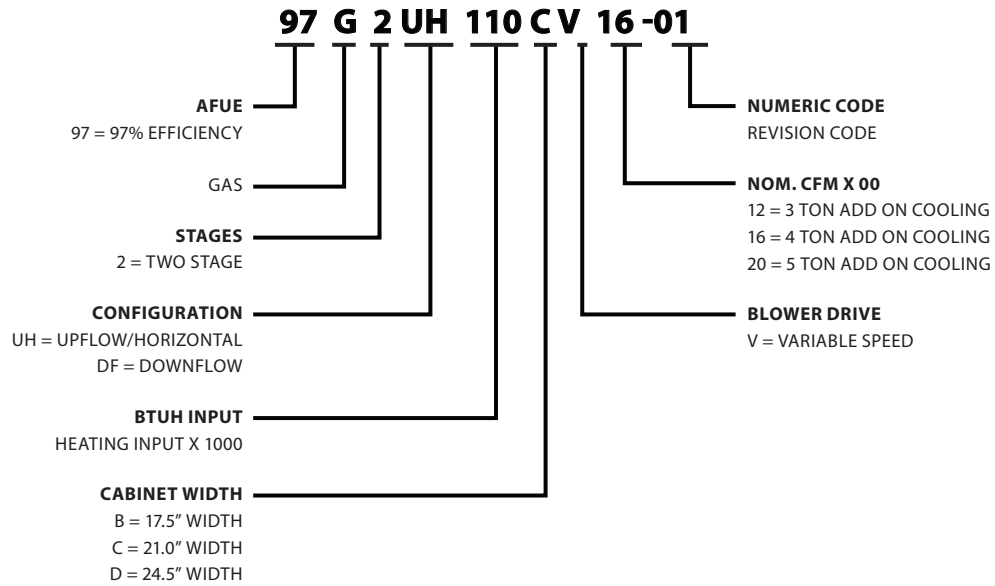 97 G 2 UH 110 C V 16 -01
AFUE
97 = 97% EFFICIENCY
GAS
STAGES
2 = TWO STAGE
CONFIGURATION
UH = UPFLOW/HORIZONTAL
DF = DOWNFLOW
BTUH INPUT
HEATING INPUT X 1000
CABINET WIDTH
B = 17.5” WIDTH
C = 21.0” WIDTH
D = 24.5” WIDTH
NUMERIC CODE
REVISION CODE
NOM. CFM X 00
12 = 3 TON ADD ON COOLING
16 = 4 TON ADD ON COOLING
20 = 5 TON ADD ON COOLING
BLOWER DRIVE
V = VARIABLE SPEED